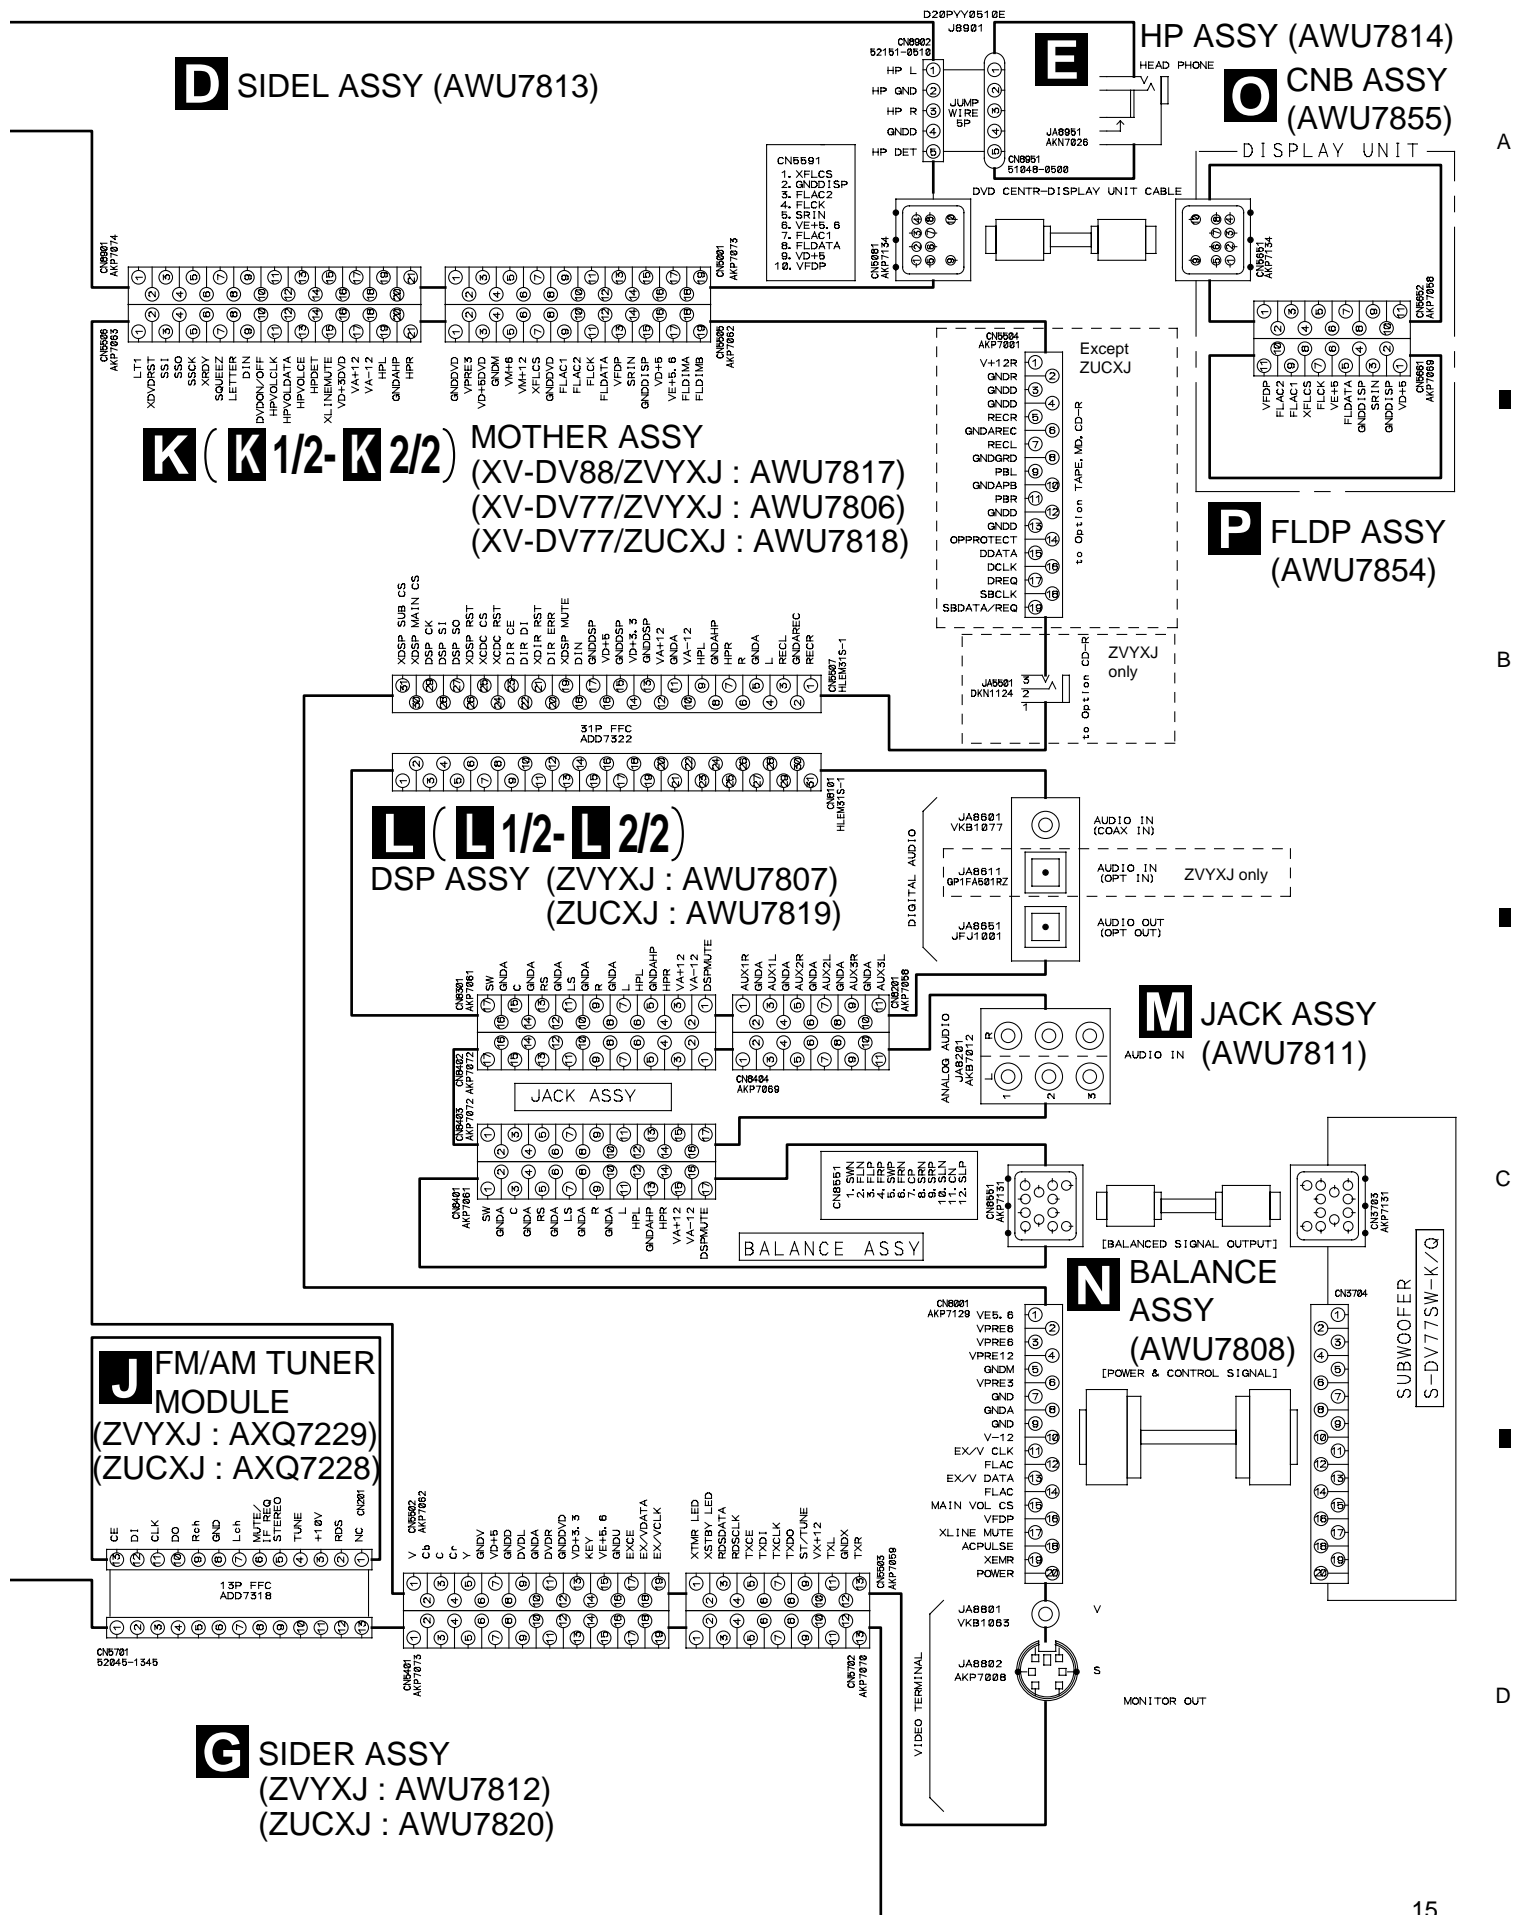 D20PYY0510E
J8901
CN8902
52151-0510
HP L
HP GND
HP R
GNDD
HP DET
JUMP
WIRE
5P
E HP ASSY (AWU7814)
HEAD PHONE
JA8951
AKN7026
CN8951
51048-0500
D SIDEL ASSY (AWU7813)
O CNB ASSY
(AWU7855)
A
DISPLAY UNIT
CN5591
1. XFLCS
2. GNDDISP
3. FLAC2
4. FLCK
5. SRIN
6. VE+5.6
7. FLAC1
8. FLDATA
9. VD+5
10. VFDP
DVD CENTR-DISPLAY UNIT CABLE
CN5081
AKP7134
CN5651
AKP7134
CN8901
AKP7074
CN5001
AKP7073
CN5506
AKP7063
CN5505
AKP7062
LT1
XDVDRST
SSI
SSO
SSCK
XRDY
SQUEEZ
LETTER
DIN
DVDON/OFF
HPVOLCLK
HPVOLDATA
HPVOLCE
HPDET
XLINEMUTE
VD+3DVD
VA+12
VA-12
HPL
GNDAHP
HPR
GNDDVD
VPRE3
VD+5DVD
GNDM
VM+6
VM+12
XFLCS
GNDDVD
FLAC1
FLAC2
FLCK
FLDATA
VFDP
SRIN
GNDDISP
VD+5
VE+5.6
FLDIMA
FLDIMB
CN5652
AKP7058
CN5661
AKP7069
VFDP
FLAC2
FLAC1
XFLCS
FLCK
VE+5
FLDATA
GNDDISP
SRIN
GNDDISP
VD+5
K ( K 1/2- K 2/2) MOTHER ASSY
(XV-DV88/ZVYXJ : AWU7817)
(XV-DV77/ZVYXJ : AWU7806)
(XV-DV77/ZUCXJ : AWU7818)
CN5504
AKP7001
Except
ZUCXJ
V+12R
GNDR
GNDD
GNDD
RECR
GNDAREC
RECL
GNDGRD
PBL
GNDAPB
PBR
GNDD
GNDD
OPPROTECT
DDATA
DCLK
DREQ
SBCLK
SBDATA/REQ
to Option TAPE,MD,CD-R
P FLDP ASSY
(AWU7854)
XDSP SUB CS
XDSP MAIN CS
DSP CK
DSP SI
DSP SO
XDSP RST
XCDC CS
XCDC RST
DIR CE
DIR DI
XDIR RST
DIR ERR
XDSP MUTE
DIN
GNDDSP
VD+5
GNDDSP
VD+3.3
GNDDSP
VA+12
GNDA
VA-12
HPL
GNDAHP
HPR
R
GNDA
L
RECL
GNDAREC
RECR
CN5507
HLEM31S-1
B
ZVYXJ
only
JA5501
DKN1124
3
2
1
to Option CD-R
31P FFC
ADD7322
CN8101
HLEM31S-1
L ( L 1/2- L 2/2)
DSP ASSY (ZVYXJ : AWU7807)
(ZUCXJ : AWU7819)
DIGITAL AUDIO
JA8601
VKB1077
AUDIO IN
(COAX IN)
JA8611
GP1FA501RZ
AUDIO IN
(OPT IN)
ZVYXJ only
JA8651
JFJ1001
AUDIO OUT
(OPT OUT)
CN8301
AKP7061
SW
GNDA
C
GNDA
RS
GNDA
LS
GNDA
R
GNDA
L
HPL
GNDAHP
HPR
VA+12
VA-12
DSPMUTE
AUX1R
GNDA
AUX1L
GNDA
AUX2R
GNDA
AUX2L
GNDA
AUX3R
GNDA
AUX3L
CN8201
AKP7058
CN8402
AKP7072
CN8404
AKP7069
ANALOG AUDIO
JA8201
AKB7012
R
L
1
2
3
AUDIO IN
M JACK ASSY
(AWU7811)
JACK ASSY
CN8403
AKP7072
CN8401
AKP7061
SW
GNDA
C
GNDA
RS
GNDA
LS
GNDA
R
GNDA
L
HPL
GNDAHP
HPR
VA+12
VA-12
DSPMUTE
CN8551
1. SWN
2. FLN
3. FLP
4. FRP
5. SWP
6. FRN
7. CP
8. SRN
9. SRP
10. SLN
11. CN
12. SLP
CN8551
AKP7131
CN3703
AKP7131
C
[BALANCED SIGNAL OUTPUT]
BALANCE ASSY
N BALANCE
ASSY
(AWU7808)
CN8001
AKP7129
VE5.6
VPRE6
VPRE6
VPRE12
GNDM
VPRE3
GND
GNDA
GND
V-12
EX/V CLK
FLAC
EX/V DATA
FLAC
MAIN VOL CS
VFDP
XLINE MUTE
ACPULSE
XEMR
POWER
[POWER & CONTROL SIGNAL]
CN3704
SUBWOOFER
S-DV77SW-K/Q
J FM/AM TUNER
MODULE
(ZVYXJ : AXQ7229)
(ZUCXJ : AXQ7228)
CE
DI
CLK
DO
Rch
GND
Lch
MUTE/
IF REQ
STEREO
TUNE
+10V
RDS
NC
CN201
13P FFC
ADD7318
CN5701
52045-1345
CN5502
AKP7062
V
Cb
C
Cr
Y
GNDV
VD+5
GNDD
DVDL
GNDA
DVDR
GNDDVD
VD+3.3
KEY
VE+5.6
GNDU
EXCE
EX/VDATA
EX/VCLK
XTMR LED
XSTBY LED
RDSDATA
RDSCLK
TXCE
TXDI
TXCLK
TXDO
ST/TUNE
VX+12
TXL
GNDX
TXR
CN5503
AKP7059
CN5401
AKP7073
CN5702
AKP7070
VIDEO TERMINAL
JA8801
VKB1063
V
JA8802
AKP7008
S
MONITOR OUT
D
G SIDER ASSY
(ZVYXJ : AWU7812)
(ZUCXJ : AWU7820)
15